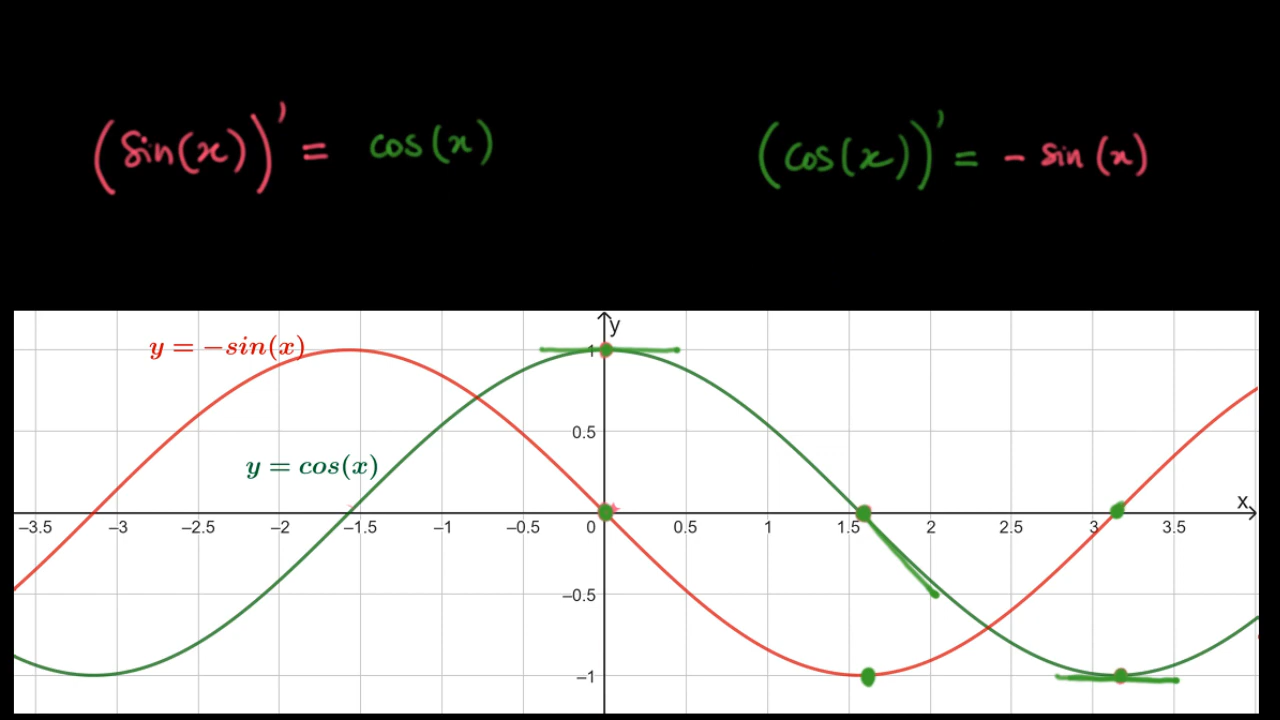 (sin(x))' = cos(x)
(cos(x))' = - sin(x)
y
y = −sin(x)
1
0.5
y = cos(x)
x
−3.5 −3 −2.5 −2 −1.5 −1 −0.5 0 0.5 1 1.5 2 2.5 3 3.5
−0.5
−1